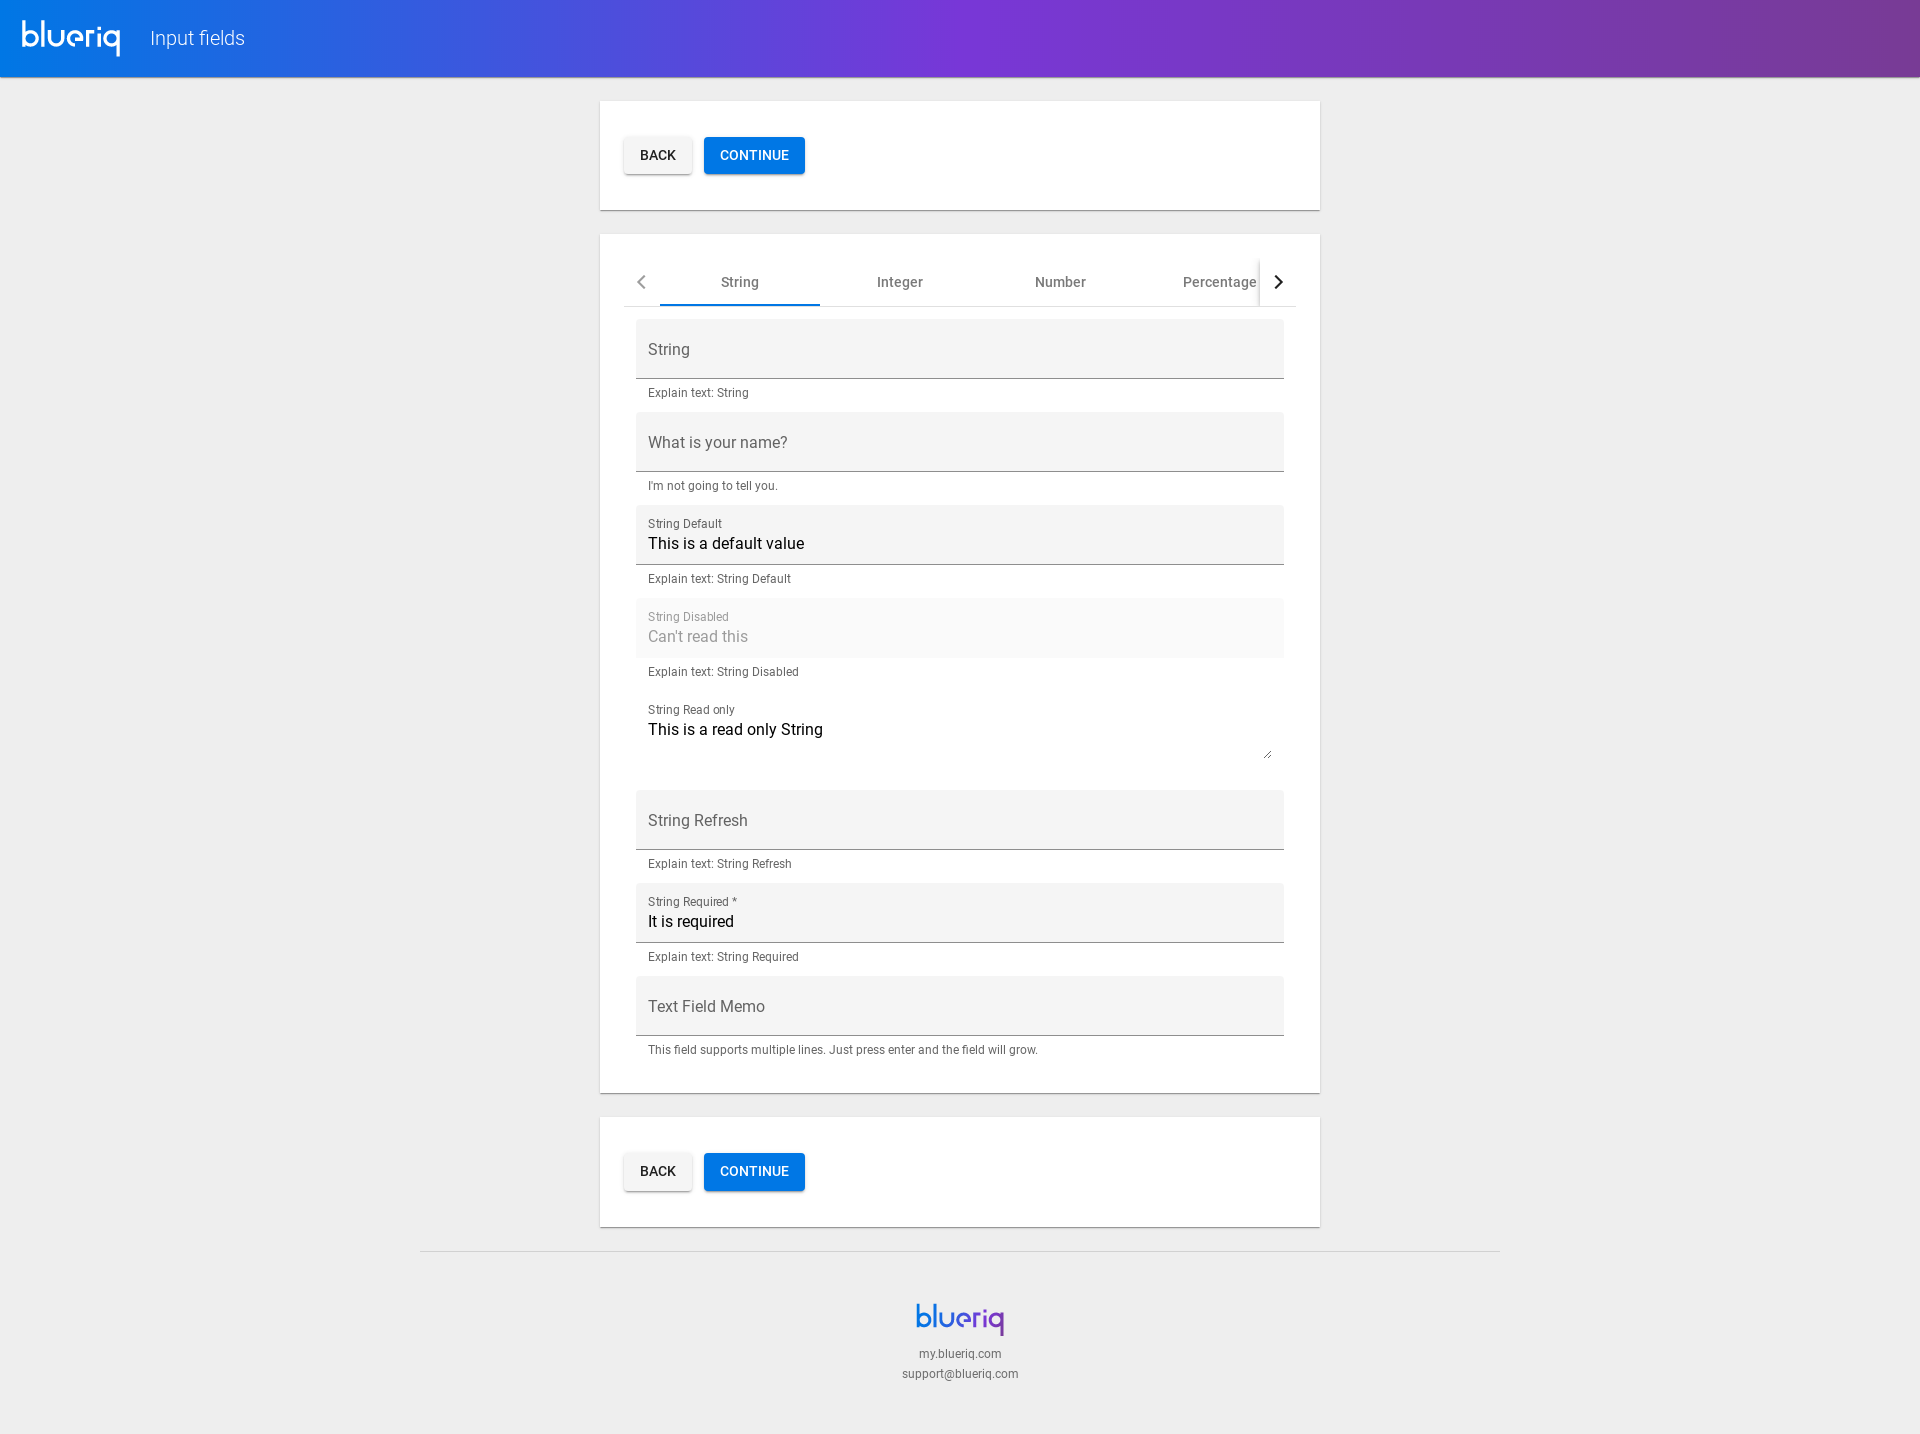 blueriq Input fields
BACK CONTINUE
String Integer Number Percentage
String
Explain text: String
What is your name?
I'm not going to tell you.
String Default
This is a default value
Explain text: String Default
String Disabled
Can't read this
Explain text: String Disabled
String Read only
This is a read only String
String Refresh
Explain text: String Refresh
String Required *
It is required
Explain text: String Required
Text Field Memo
This field supports multiple lines. Just press enter and the field will grow.
BACK CONTINUE
blueriq
my.blueriq.com
support@blueriq.com